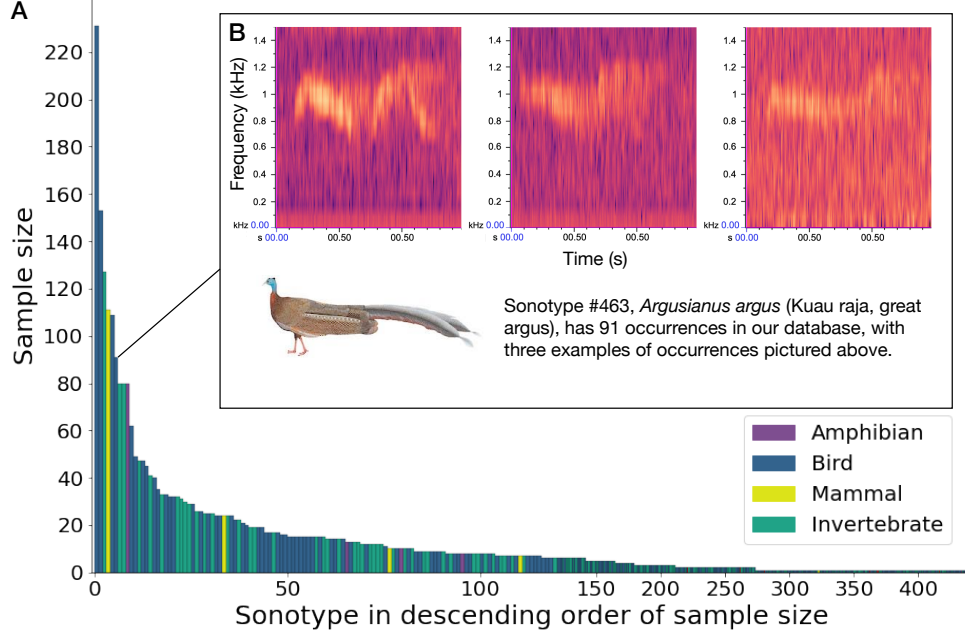 A
B
Frequency (kHz)
1.4
1.2
1.0
0.8
0.6
0.4
0.2
kHz 0.00
s 00.00 00.50 00.50
1.4
1.2
1.0
0.8
0.6
0.4
0.2
kHz 0.00
s 00.00 00.50 00.50
1.4
1.2
1.0
0.8
0.6
0.4
0.2
kHz 0.00
s 00.00 00.50 00.50
Time (s)
Sonotype #463, Argusianus argus (Kuau raja, great
argus), has 91 occurrences in our database, with
three examples of occurrences pictured above.
Sample size
220
200
180
160
140
120
100
80
60
40
20
0
Amphibian
Bird
Mammal
Invertebrate
0 50 100 150 200 250 300 350 400
Sonotype in descending order of sample size